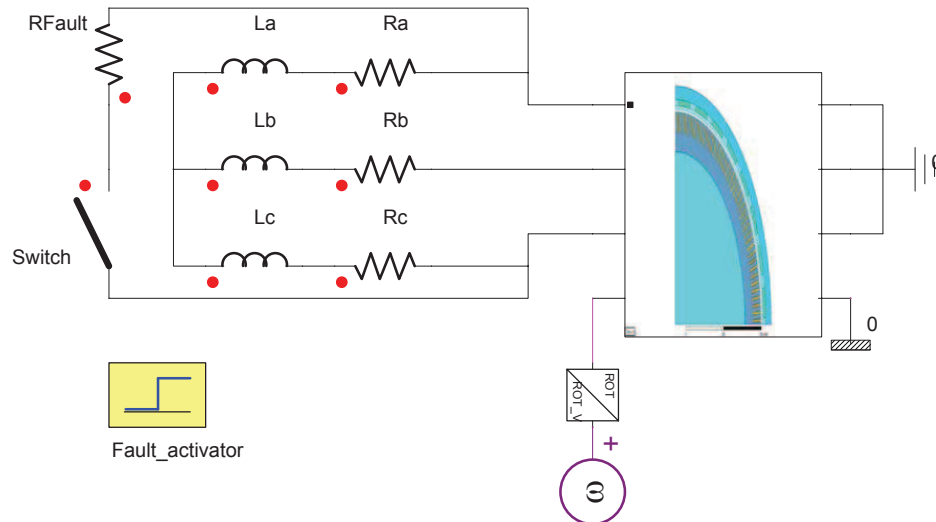 RFault
La
Ra
Lb
Rb
Lc
Rc
Switch
0
ROT
ROT_V
Fault_activator
+
ω